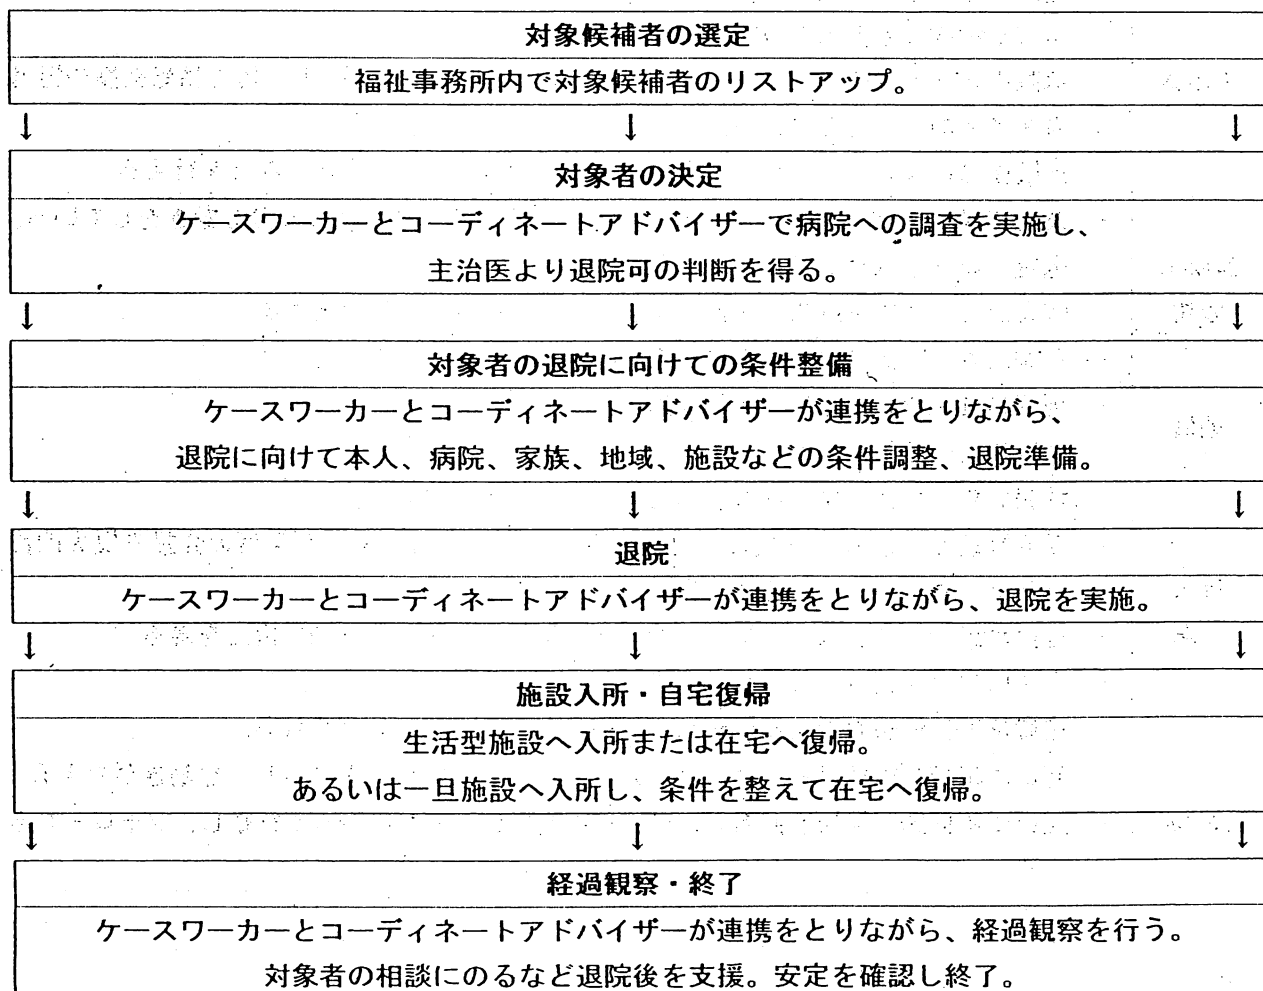 対象候補者の選定
福祉事務所内で対象候補者のリストアップ。
↓ ↓ ↓
対象者の決定
ケースワーカーとコーディネートアドバイザーで病院への調査を実施し、
主治医より退院可の判断を得る。
↓ ↓ ↓
対象者の退院に向けての条件整備
ケースワーカーとコーディネートアドバイザーが連携をとりながら、
退院に向けて本人、病院、家族、地域、施設などの条件調整、退院準備。
↓ ↓ ↓
退院
ケースワーカーとコーディネートアドバイザーが連携をとりながら、退院を実施。
↓ ↓ ↓
施設入所・自宅復帰
生活型施設へ入所または在宅へ復帰。
あるいは一旦施設へ入所し、条件を整えて在宅へ復帰。
↓ ↓ ↓
経過観察・終了
ケースワーカーとコーディネートアドバイザーが連携をとりながら、経過観察を行う。
対象者の相談にのるなど退院後を支援。安定を確認し終了。